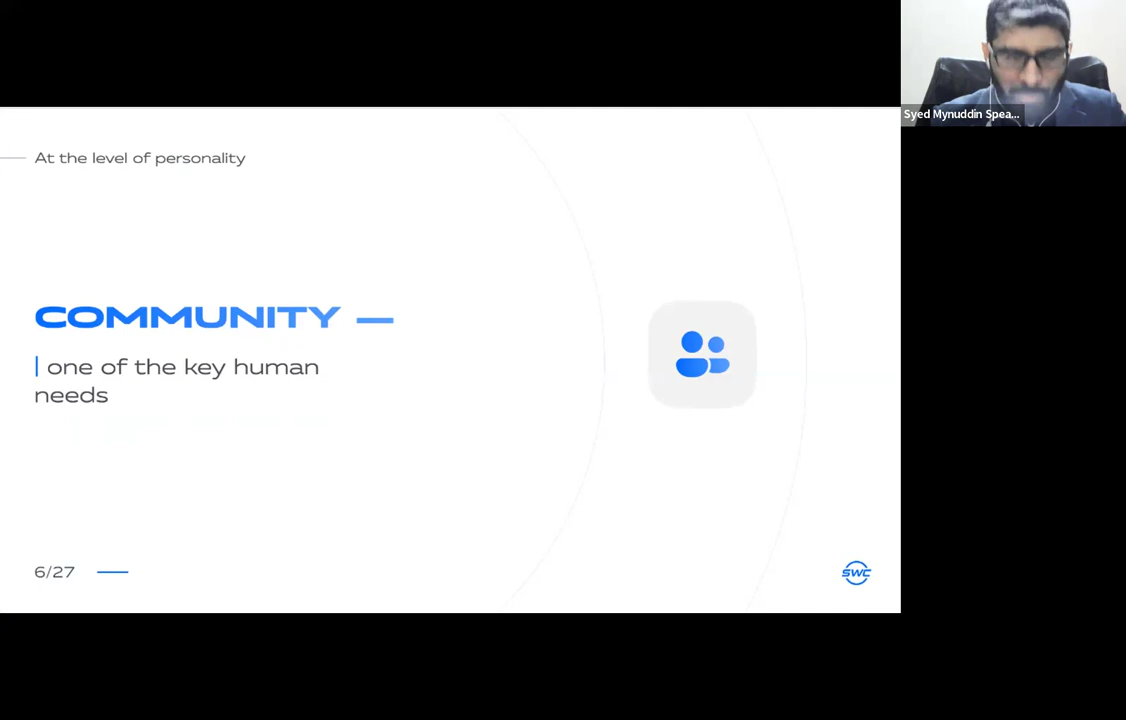 Syed Mynuddin Spea...
At the level of personality
COMMUNITY —
| one of the key human
needs
6/27
SWC